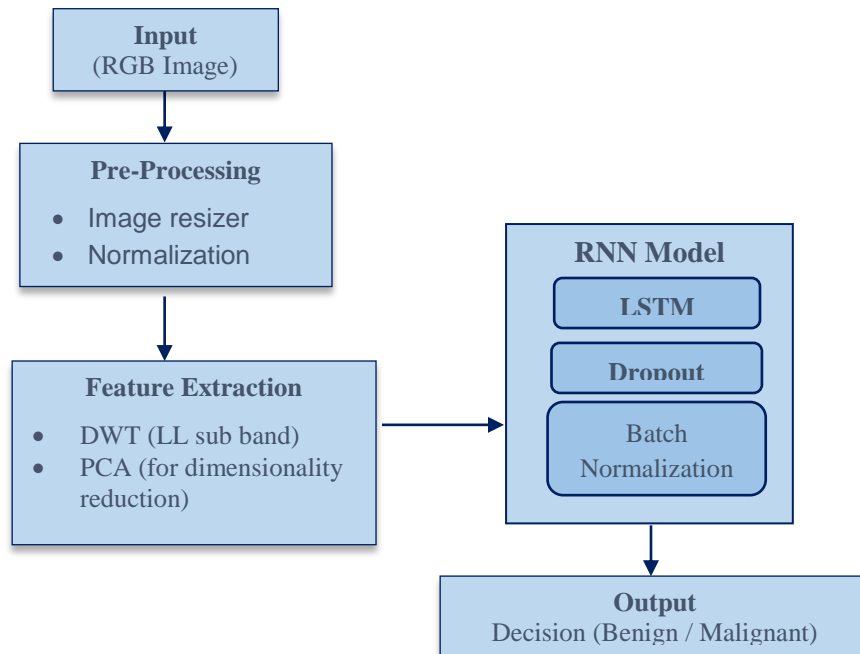 Input
(RGB Image)
Pre-Processing
• Image resizer
• Normalization
Feature Extraction
• DWT (LL sub band)
• PCA (for dimensionality
reduction)
RNN Model
LSTM
Dropout
Batch
Normalization
Output
Decision (Benign / Malignant)